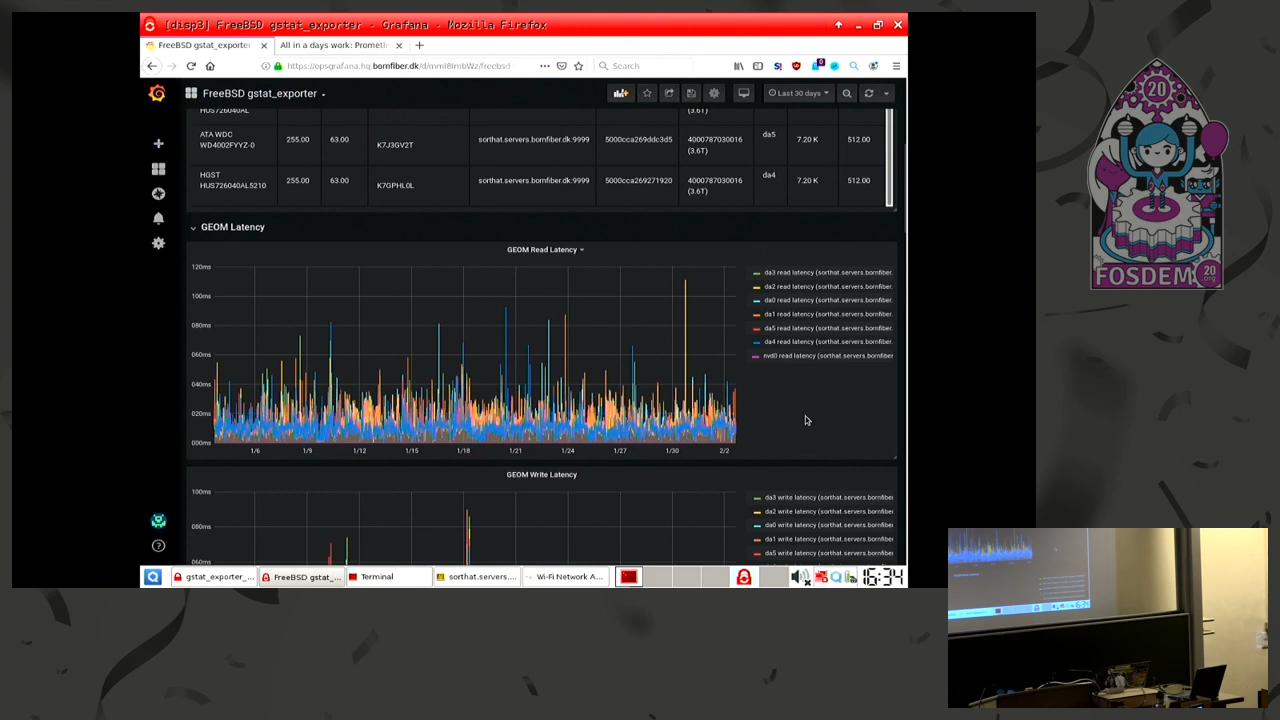 [disp3] FreeBSD gstat_exporter - Grafana - Mozilla Firefox
FreeBSD gstat_exporter
All in a days work: Prometh
https://opsgrafana.hq.bornfiber.dk/d/
Search
0
FreeBSD gstat_exporter
Last 30 days
HUS726040AL
(3.6T)
ATA WDC
WD4002FYYZ-0
255.00
63.00
K7J3GV2T
sorthat.servers.bornfiber.dk:9999
5000cca269ddc3d5
4000787030016
(3.6T)
da5
7.20 K
512.00
HGST
HUS726040AL5210
255.00
63.00
K7GPHL0L
sorthat.servers.bornfiber.dk:9999
5000cca269271920
4000787030016
(3.6T)
da4
7.20 K
512.00
GEOM Latency
GEOM Read Latency
120ms
100ms
080ms
060ms
040ms
020ms
000ms
1/6
1/9
1/12
1/15
1/18
1/21
1/24
1/27
1/30
2/2
da3 read latency (sorthat.servers.bornfiber.
da2 read latency (sorthat.servers.bornfiber.
da0 read latency (sorthat.servers.bornfiber.
da1 read latency (sorthat.servers.bornfiber.
da5 read latency (sorthat.servers.bornfiber.
da4 read latency (sorthat.servers.bornfiber.
nvd0 read latency (sorthat.servers.bornfiber
GEOM Write Latency
100ms
080ms
060ms
da3 write latency (sorthat.servers.bornfiber
da2 write latency (sorthat.servers.bornfiber
da0 write latency (sorthat.servers.bornfiber
da1 write latency (sorthat.servers.bornfiber
da5 write latency (sorthat.servers.bornfiber
gstat_exporter_...
FreeBSD gstat_...
Terminal
sorthat.servers....
Wi-Fi Network A...
16:34
20
FOSDEM
20
.org